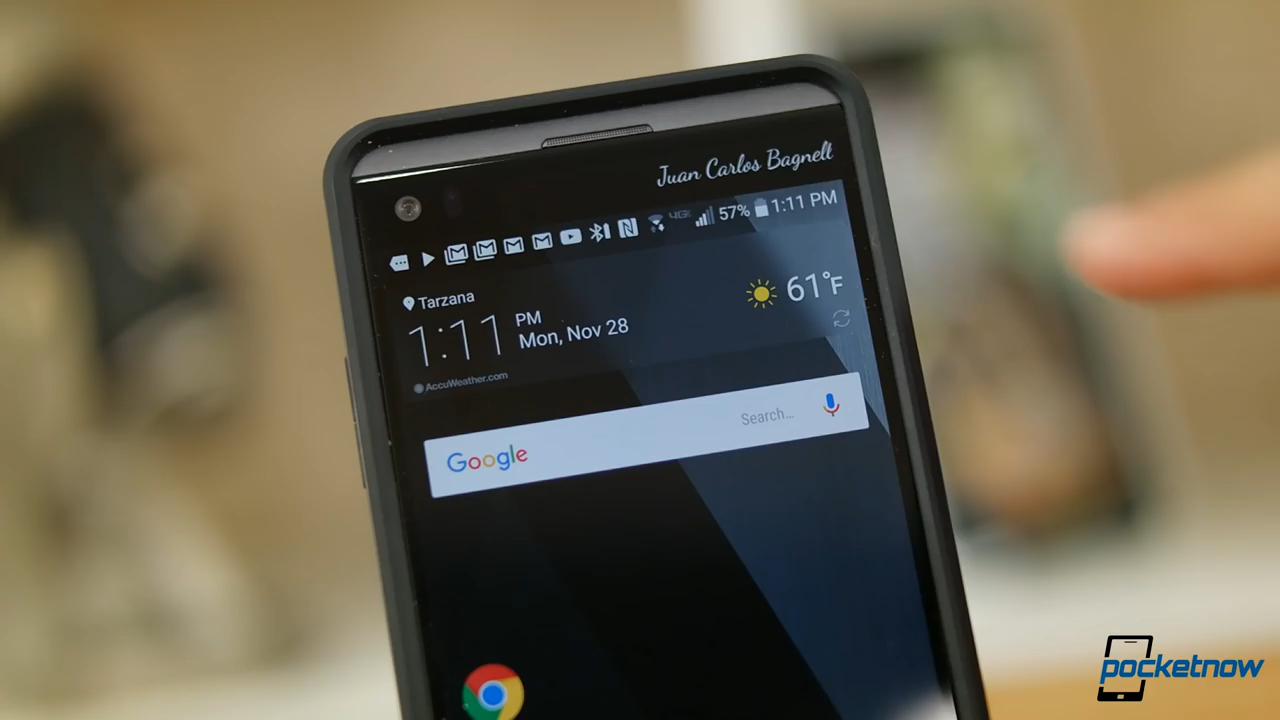 Juan Carlos Bagnell
4G LTE 57% 1:11 PM
Tarzana
1:11 PM
Mon, Nov 28
61°F
AccuWeather.com
Google Search...
pocketnow